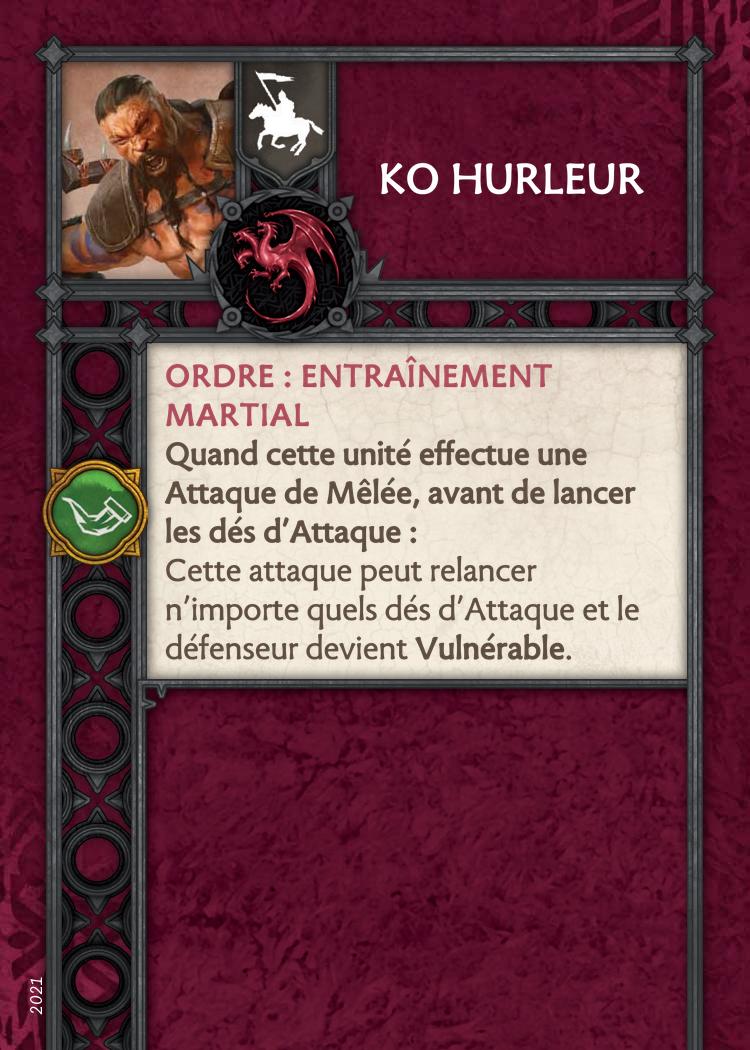 KO HURLEUR
ORDRE : ENTRAÎNEMENT
MARTIAL
Quand cette unité effectue une
Attaque de Mêlée, avant de lancer
les dés d’Attaque :
Cette attaque peut relancer
n’importe quels dés d’Attaque et le
défenseur devient Vulnérable.
2021